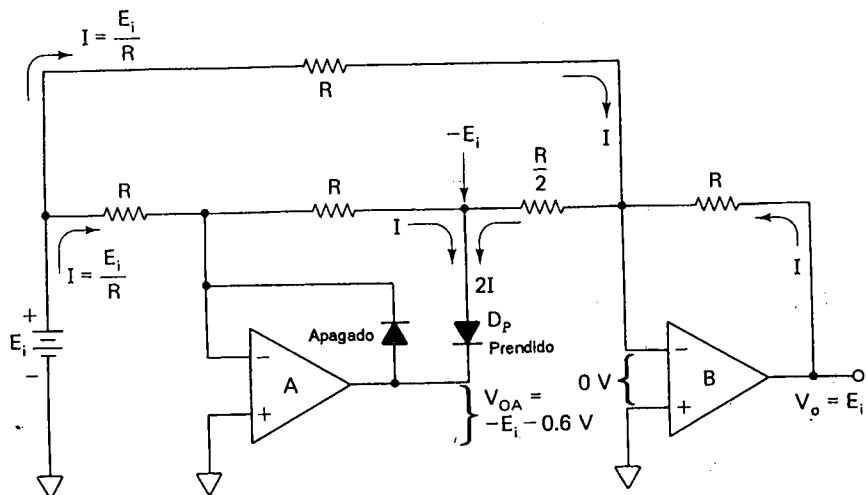 I = E_i / R
R
I
-E_i
R/2
R
R
R
I = E_i / R
I
2I
I
D_P
Prendido
Apagado
E_i
+
-
-
A
+
V_OA =
-E_i - 0.6 V
0 V
-
B
+
V_o = E_i